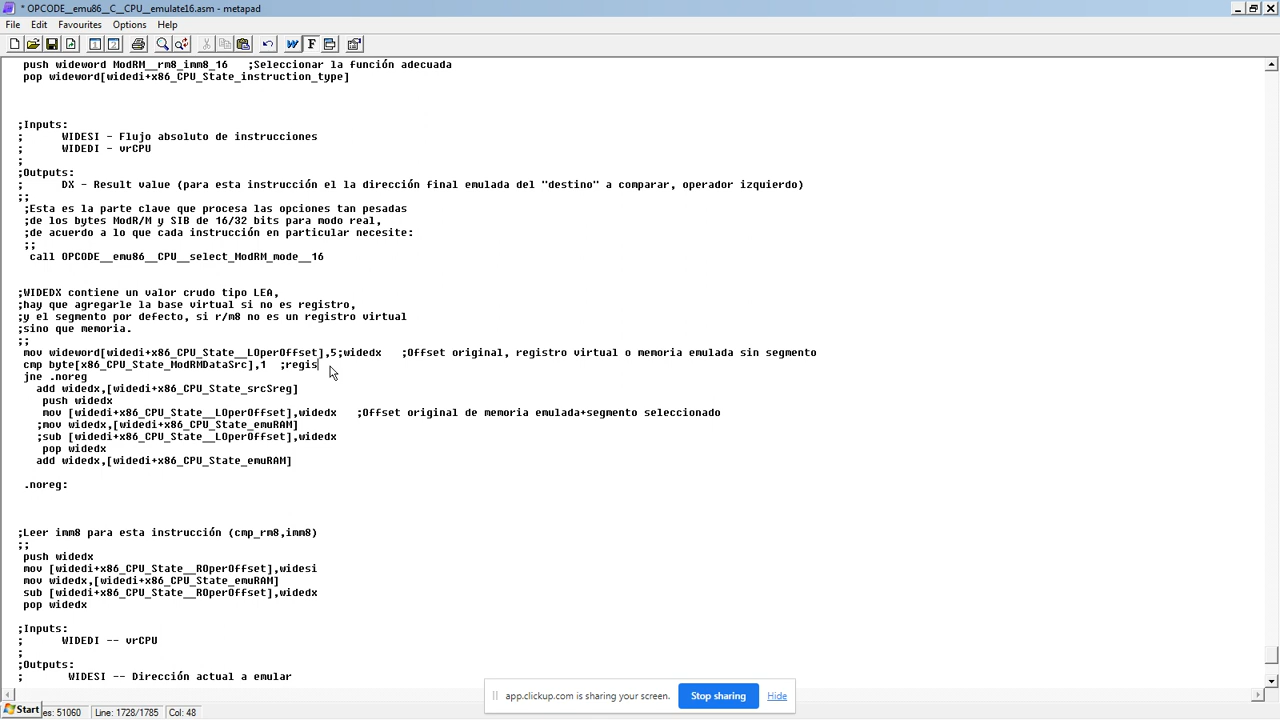 * OPCODE__emu86__C__CPU__emulate16.asm - metapad
File Edit Favourites Options Help
push wideword ModRM__rm8_imm8_16 ;Seleccionar la función adecuada
pop wideword[widedi+x86_CPU_State_instruction_type]
;Inputs:
; WIDESI - Flujo absoluto de instrucciones
; WIDEDI - vrCPU
;
;Outputs:
; DX - Result value (para esta instrucción el la dirección final emulada del "destino" a comparar, operador izquierdo)
;;
;Esta es la parte clave que procesa las opciones tan pesadas
;de los bytes ModR/M y SIB de 16/32 bits para modo real,
;de acuerdo a lo que cada instrucción en particular necesite:
;;
call OPCODE__emu86__CPU__select_ModRM_mode__16
;WIDEDX contiene un valor crudo tipo LEA,
;hay que agregarle la base virtual si no es registro,
;y el segmento por defecto, si r/m8 no es un registro virtual
;sino que memoria.
;;
mov wideword[widedi+x86_CPU_State__LOperOffset],5;widedx ;Offset original, registro virtual o memoria emulada sin segmento
cmp byte[x86_CPU_State_ModRMDataSrc],1 ;regis
jne .noreg
add widedx,[widedi+x86_CPU_State_srcSreg]
push widedx
mov [widedi+x86_CPU_State__LOperOffset],widedx ;Offset original de memoria emulada+segmento seleccionado
;mov widedx,[widedi+x86_CPU_State_emuRAM]
;sub [widedi+x86_CPU_State__LOperOffset],widedx
pop widedx
add widedx,[widedi+x86_CPU_State_emuRAM]
.noreg:
;Leer imm8 para esta instrucción (cmp_rm8,imm8)
;;
push widedx
mov [widedi+x86_CPU_State__ROperOffset],widesi
mov widedx,[widedi+x86_CPU_State_emuRAM]
sub [widedi+x86_CPU_State__ROperOffset],widedx
pop widedx
;Inputs:
; WIDEDI -- vrCPU
;
;Outputs:
; WIDESI -- Dirección actual a emular
app.clickup.com is sharing your screen. Stop sharing Hide
Start es: 51060 Line: 1728/1785 Col: 48